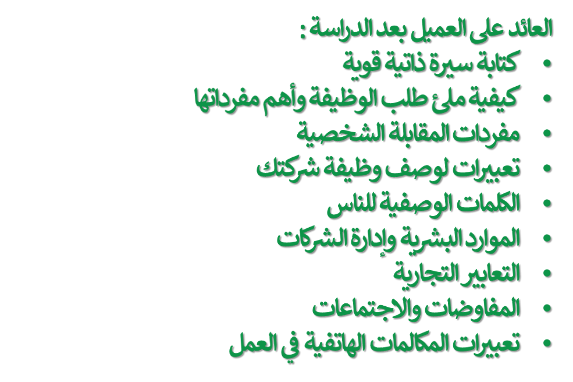 العائد على العميل بعد الدراسة :
• كتابة سيرة ذاتية قوية
• كيفية ملئ طلب الوظيفة وأهم مفرداتها
• مفردات المقابلة الشخصية
• تعبيرات لوصف وظيفة شركتك
• الكلمات الوصفية للناس
• الموارد البشرية وإدارة الشركات
• التعابير التجارية
• المفاوضات والاجتماعات
• تعبيرات المكالمات الهاتفية في العمل